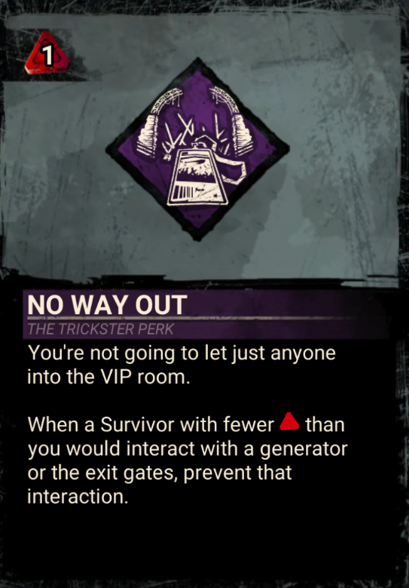 1
NO WAY OUT
THE TRICKSTER PERK
You're not going to let just anyone
into the VIP room.
When a Survivor with fewer than
you would interact with a generator
or the exit gates, prevent that
interaction.